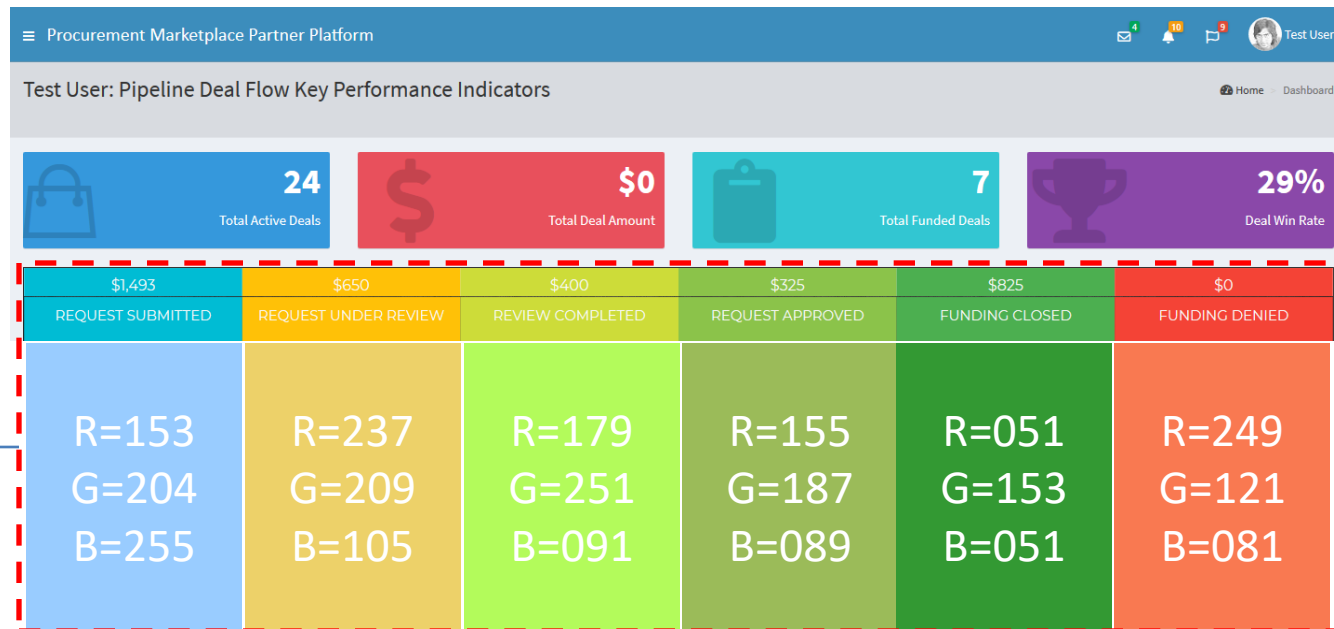 ≡ Procurement Marketplace Partner Platform
4 10 9 Test User
Test User: Pipeline Deal Flow Key Performance Indicators
Home > Dashboard
24
Total Active Deals
$0
Total Deal Amount
7
Total Funded Deals
29%
Deal Win Rate
$1,493 $650 $400 $325 $825 $0
REQUEST SUBMITTED REQUEST UNDER REVIEW REVIEW COMPLETED REQUEST APPROVED FUNDING CLOSED FUNDING DENIED
R=153 R=237 R=179 R=155 R=051 R=249
G=204 G=209 G=251 G=187 G=153 G=121
B=255 B=105 B=091 B=089 B=051 B=081